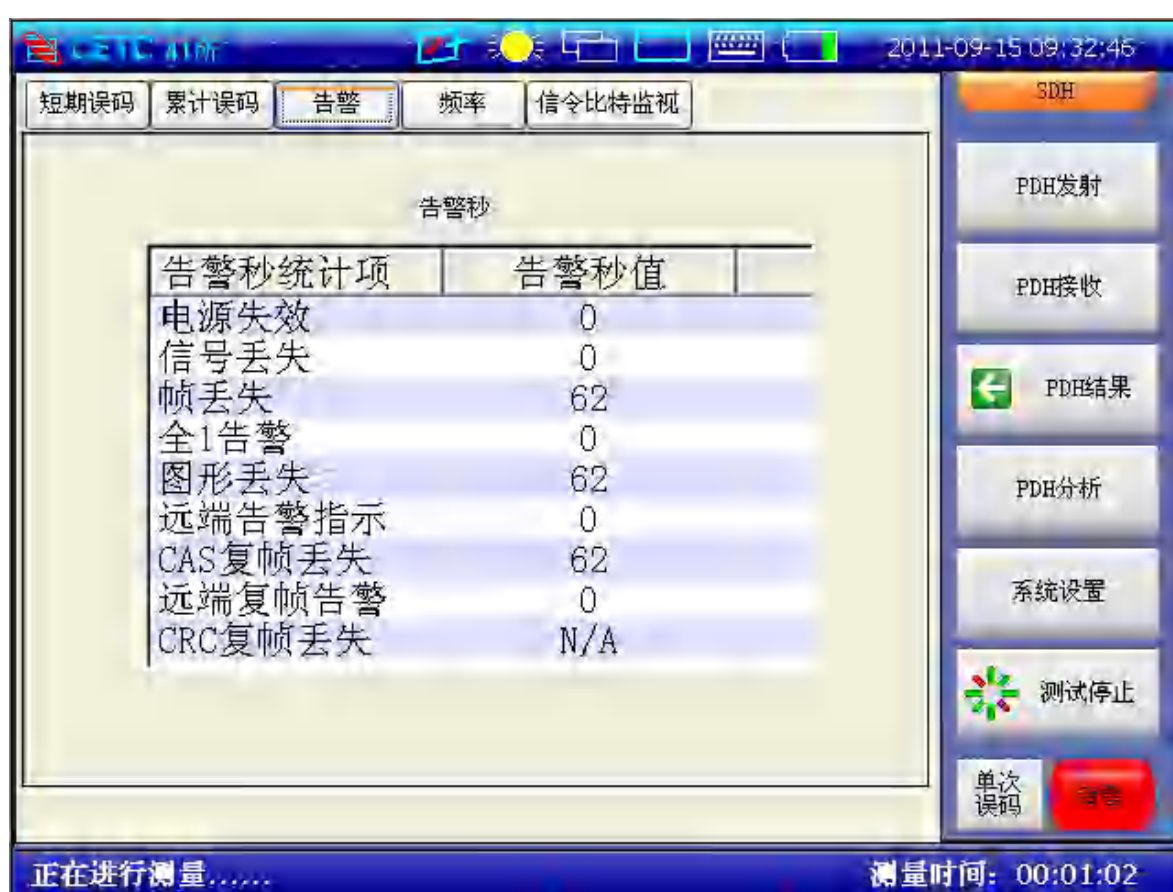 CETC 41所
2011-09-15 09:32:46
短期误码 累计误码 告警 频率 信令比特监视
SDH
PDH发射
PDH接收
PDH结果
PDH分析
系统设置
测试停止
单次
误码
告警秒
告警秒统计项 告警秒值
电源失效 0
信号丢失 0
帧丢失 62
全1告警 0
图形丢失 62
远端告警指示 0
CAS复帧丢失 62
远端复帧告警 0
CRC复帧丢失 N/A
正在进行测量......
测量时间: 00:01:02